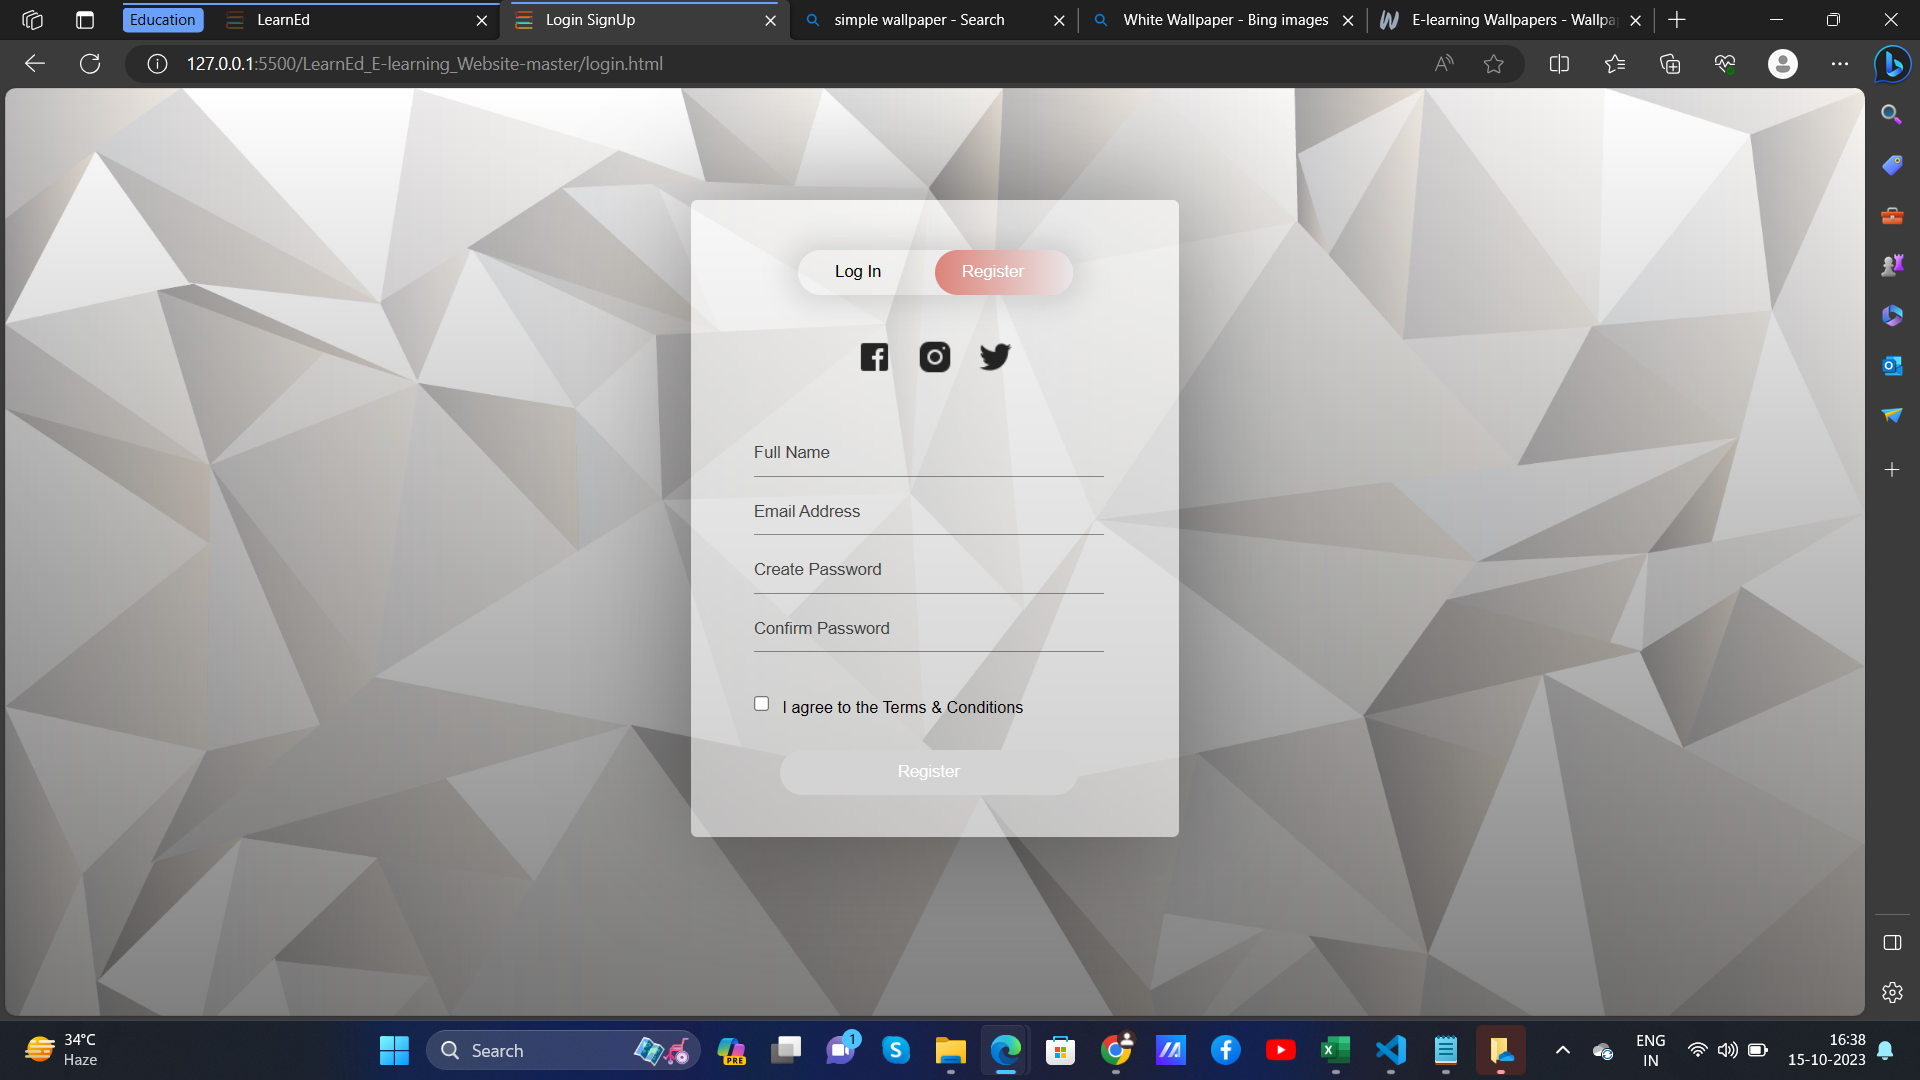 Education
LearnEd
Login SignUp
simple wallpaper - Search
White Wallpaper - Bing images
E-learning Wallpapers - Wallpa
127.0.0.1:5500/LearnEd_E-learning_Website-master/login.html
Log In
Register
Full Name
Email Address
Create Password
Confirm Password
I agree to the Terms & Conditions
Register
34°C
Haze
Search
PRE
1
ENG
IN
16:38
15-10-2023